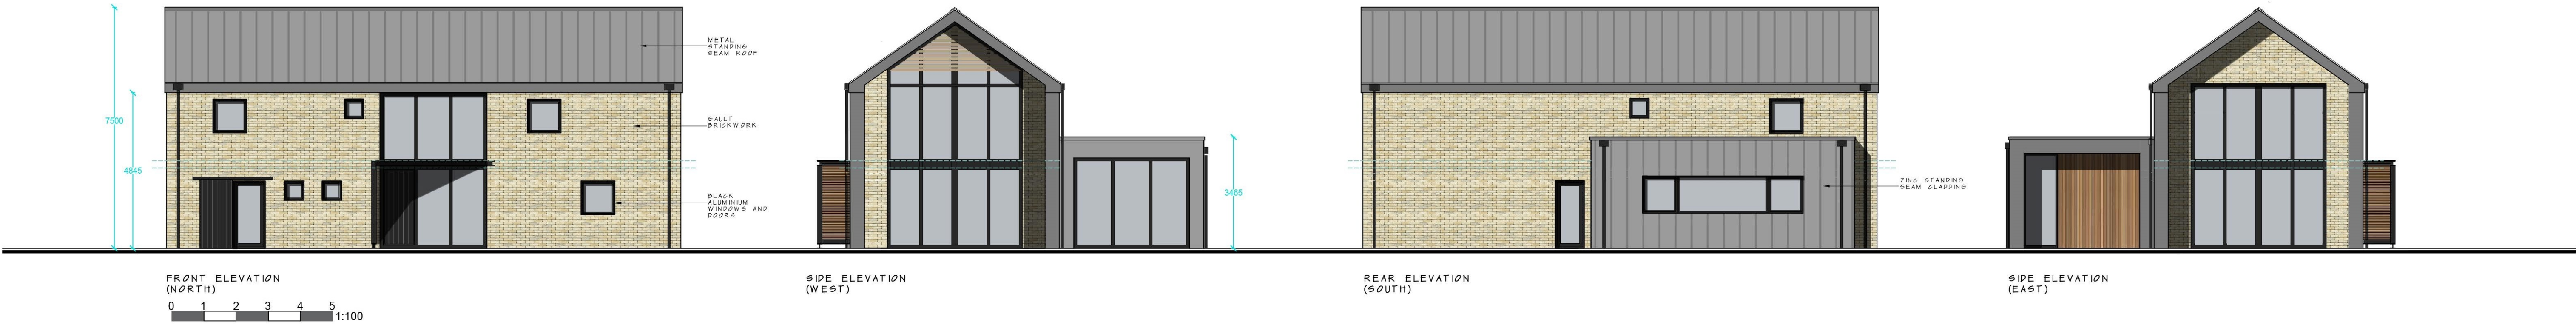 METAL
STANDING
SEAM ROOF
7500
GAULT
BRICKWORK
4845
3465
ZINC STANDING
SEAM CLADDING
BLACK
ALUMINIUM
WINDOWS AND
DOORS
FRONT ELEVATION
(NORTH)
SIDE ELEVATION
(WEST)
REAR ELEVATION
(SOUTH)
SIDE ELEVATION
(EAST)
0 1 2 3 4 5
1:100